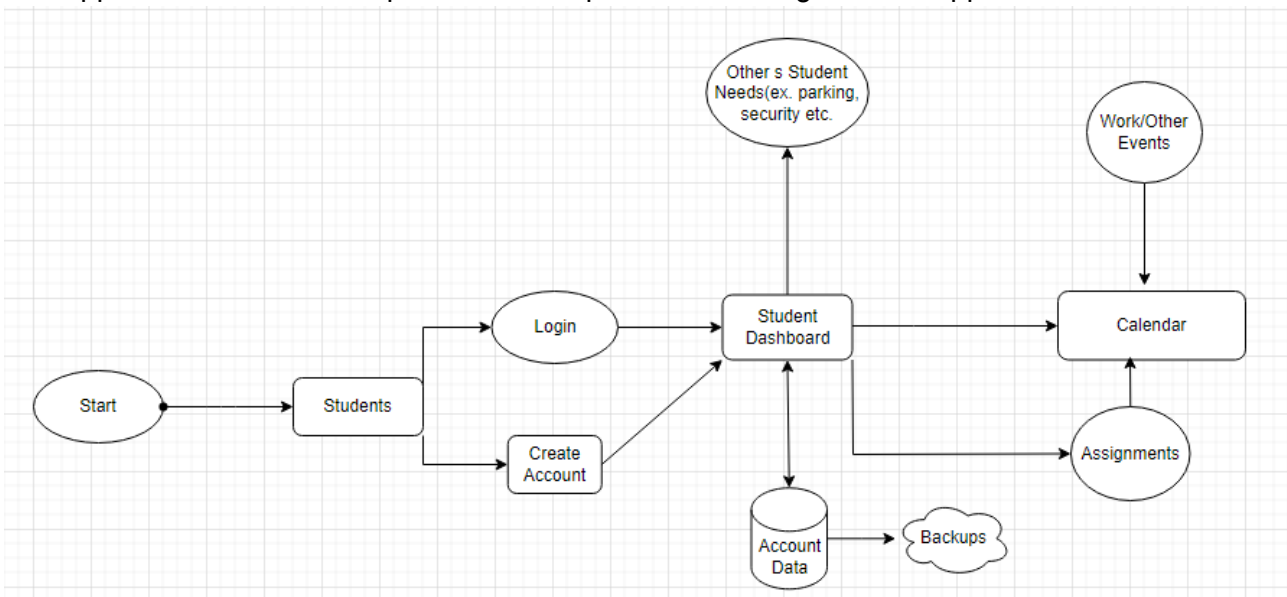 Other s Student
Needs(ex. parking,
security etc.
Work/Other
Events
Login
Student
Dashboard
Calendar
Start
Students
Create
Account
Assignments
Account
Data
Backups